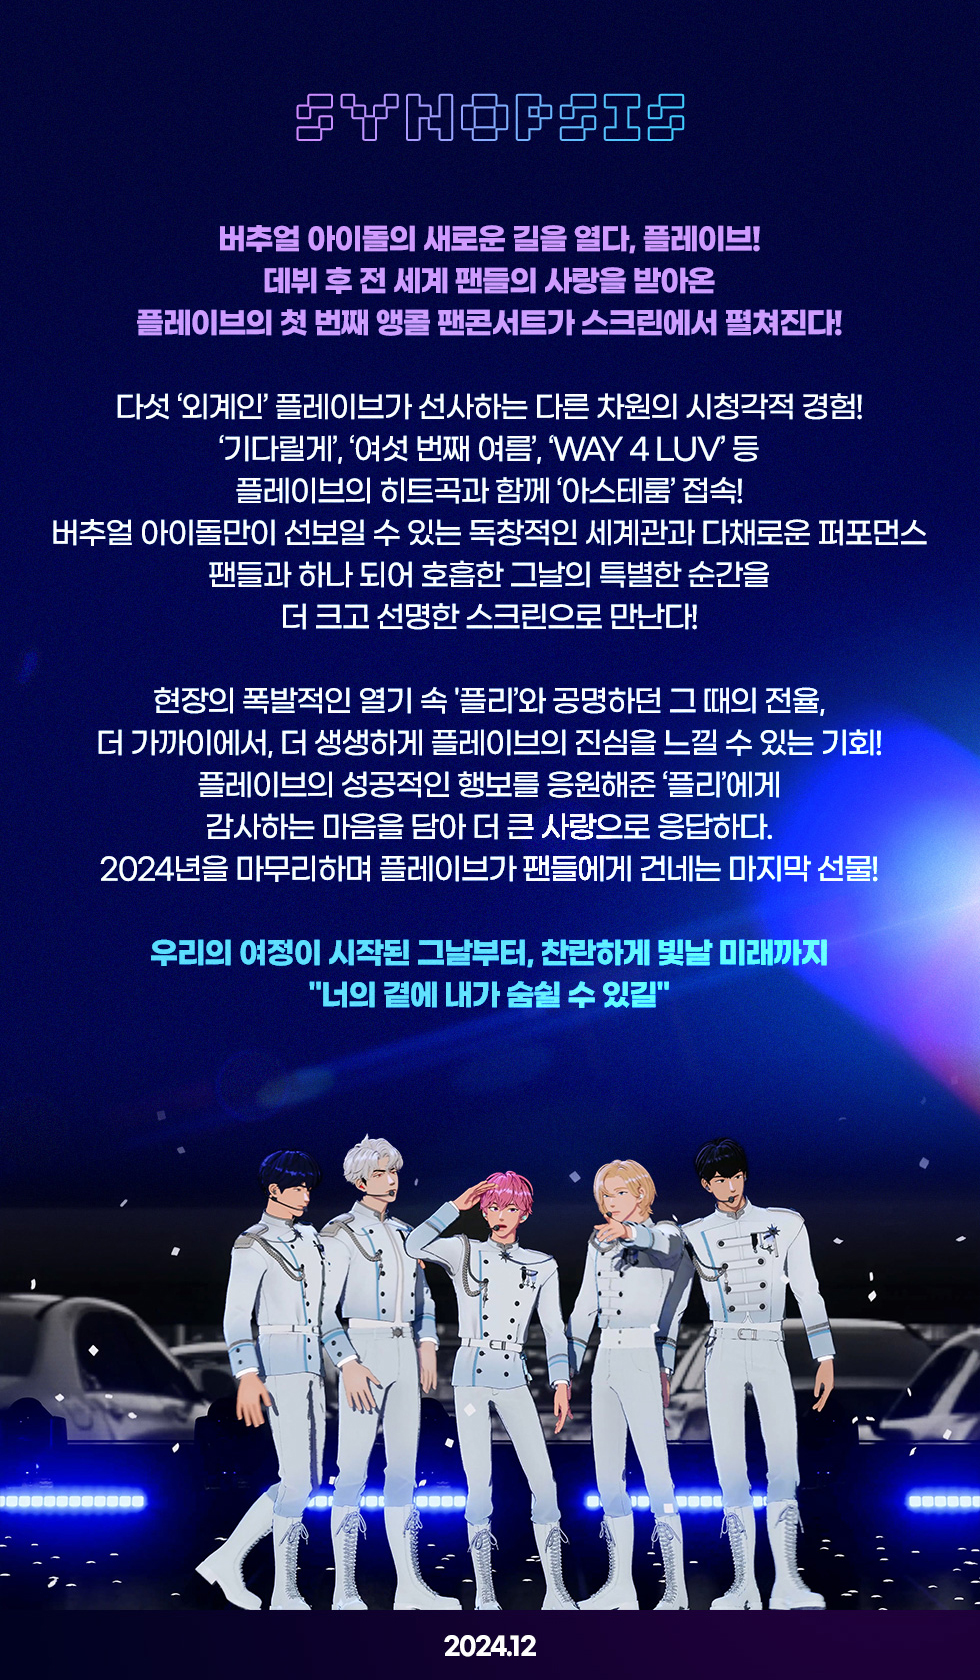 SYNOPSIS
버추얼 아이돌의 새로운 길을 열다, 플레이브!
데뷔 후 전 세계 팬들의 사랑을 받아온
플레이브의 첫 번째 앵콜 팬콘서트가 스크린에서 펼쳐진다!
다섯 ‘외계인’ 플레이브가 선사하는 다른 차원의 시청각적 경험!
‘기다릴게’, ‘여섯 번째 여름’, ‘WAY 4 LUV’ 등
플레이브의 히트곡과 함께 ‘아스테룸’ 접속!
버추얼 아이돌만이 선보일 수 있는 독창적인 세계관과 다채로운 퍼포먼스
팬들과 하나 되어 호흡한 그날의 특별한 순간을
더 크고 선명한 스크린으로 만난다!
현장의 폭발적인 열기 속 '플리’와 공명하던 그 때의 전율,
더 가까이에서, 더 생생하게 플레이브의 진심을 느낄 수 있는 기회!
플레이브의 성공적인 행보를 응원해준 ‘플리’에게
감사하는 마음을 담아 더 큰 사랑으로 응답하다.
2024년을 마무리하며 플레이브가 팬들에게 건네는 마지막 선물!
우리의 여정이 시작된 그날부터, 찬란하게 빛날 미래까지
"너의 곁에 내가 숨쉴 수 있길"
2024.12